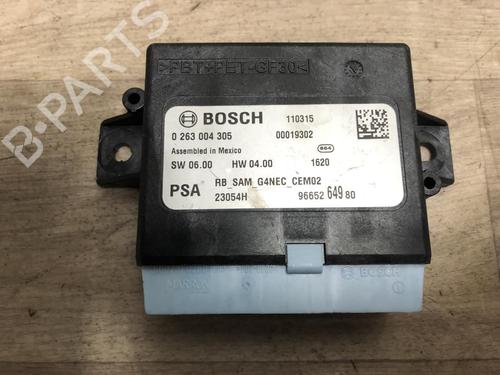 B-PARTS
>PBT+PET-GF30<
BOSCH 110315
0 263 004 305 00019302
Assembled in Mexico 864
SW 06.00 HW 04.00 1620
PSA RB_SAM_G4NEC_CEM02
23054H 96652 649 80
BOSCH